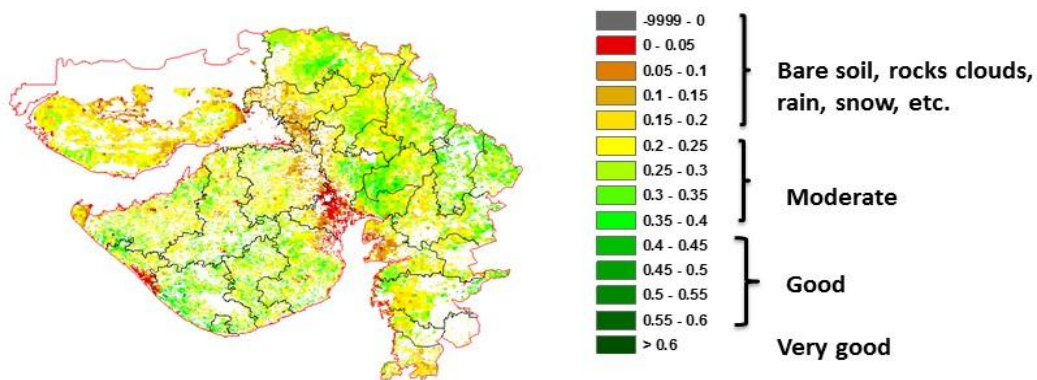 -9999 - 0
0 - 0.05
0.05 - 0.1
0.1 - 0.15
0.15 - 0.2
0.2 - 0.25
0.25 - 0.3
0.3 - 0.35
0.35 - 0.4
0.4 - 0.45
0.45 - 0.5
0.5 - 0.55
0.55 - 0.6
> 0.6
Bare soil, rocks clouds,
rain, snow, etc.
Moderate
Good
Very good